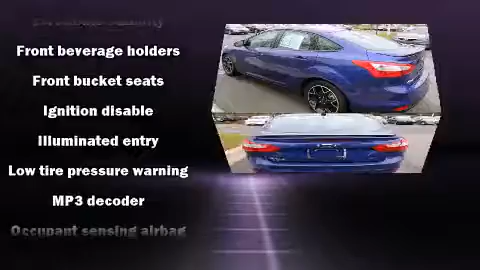 Front beverage holders
Front bucket seats
Ignition disable
Illuminated entry
Low tire pressure warning
MP3 decoder
Occupant sensing airbag